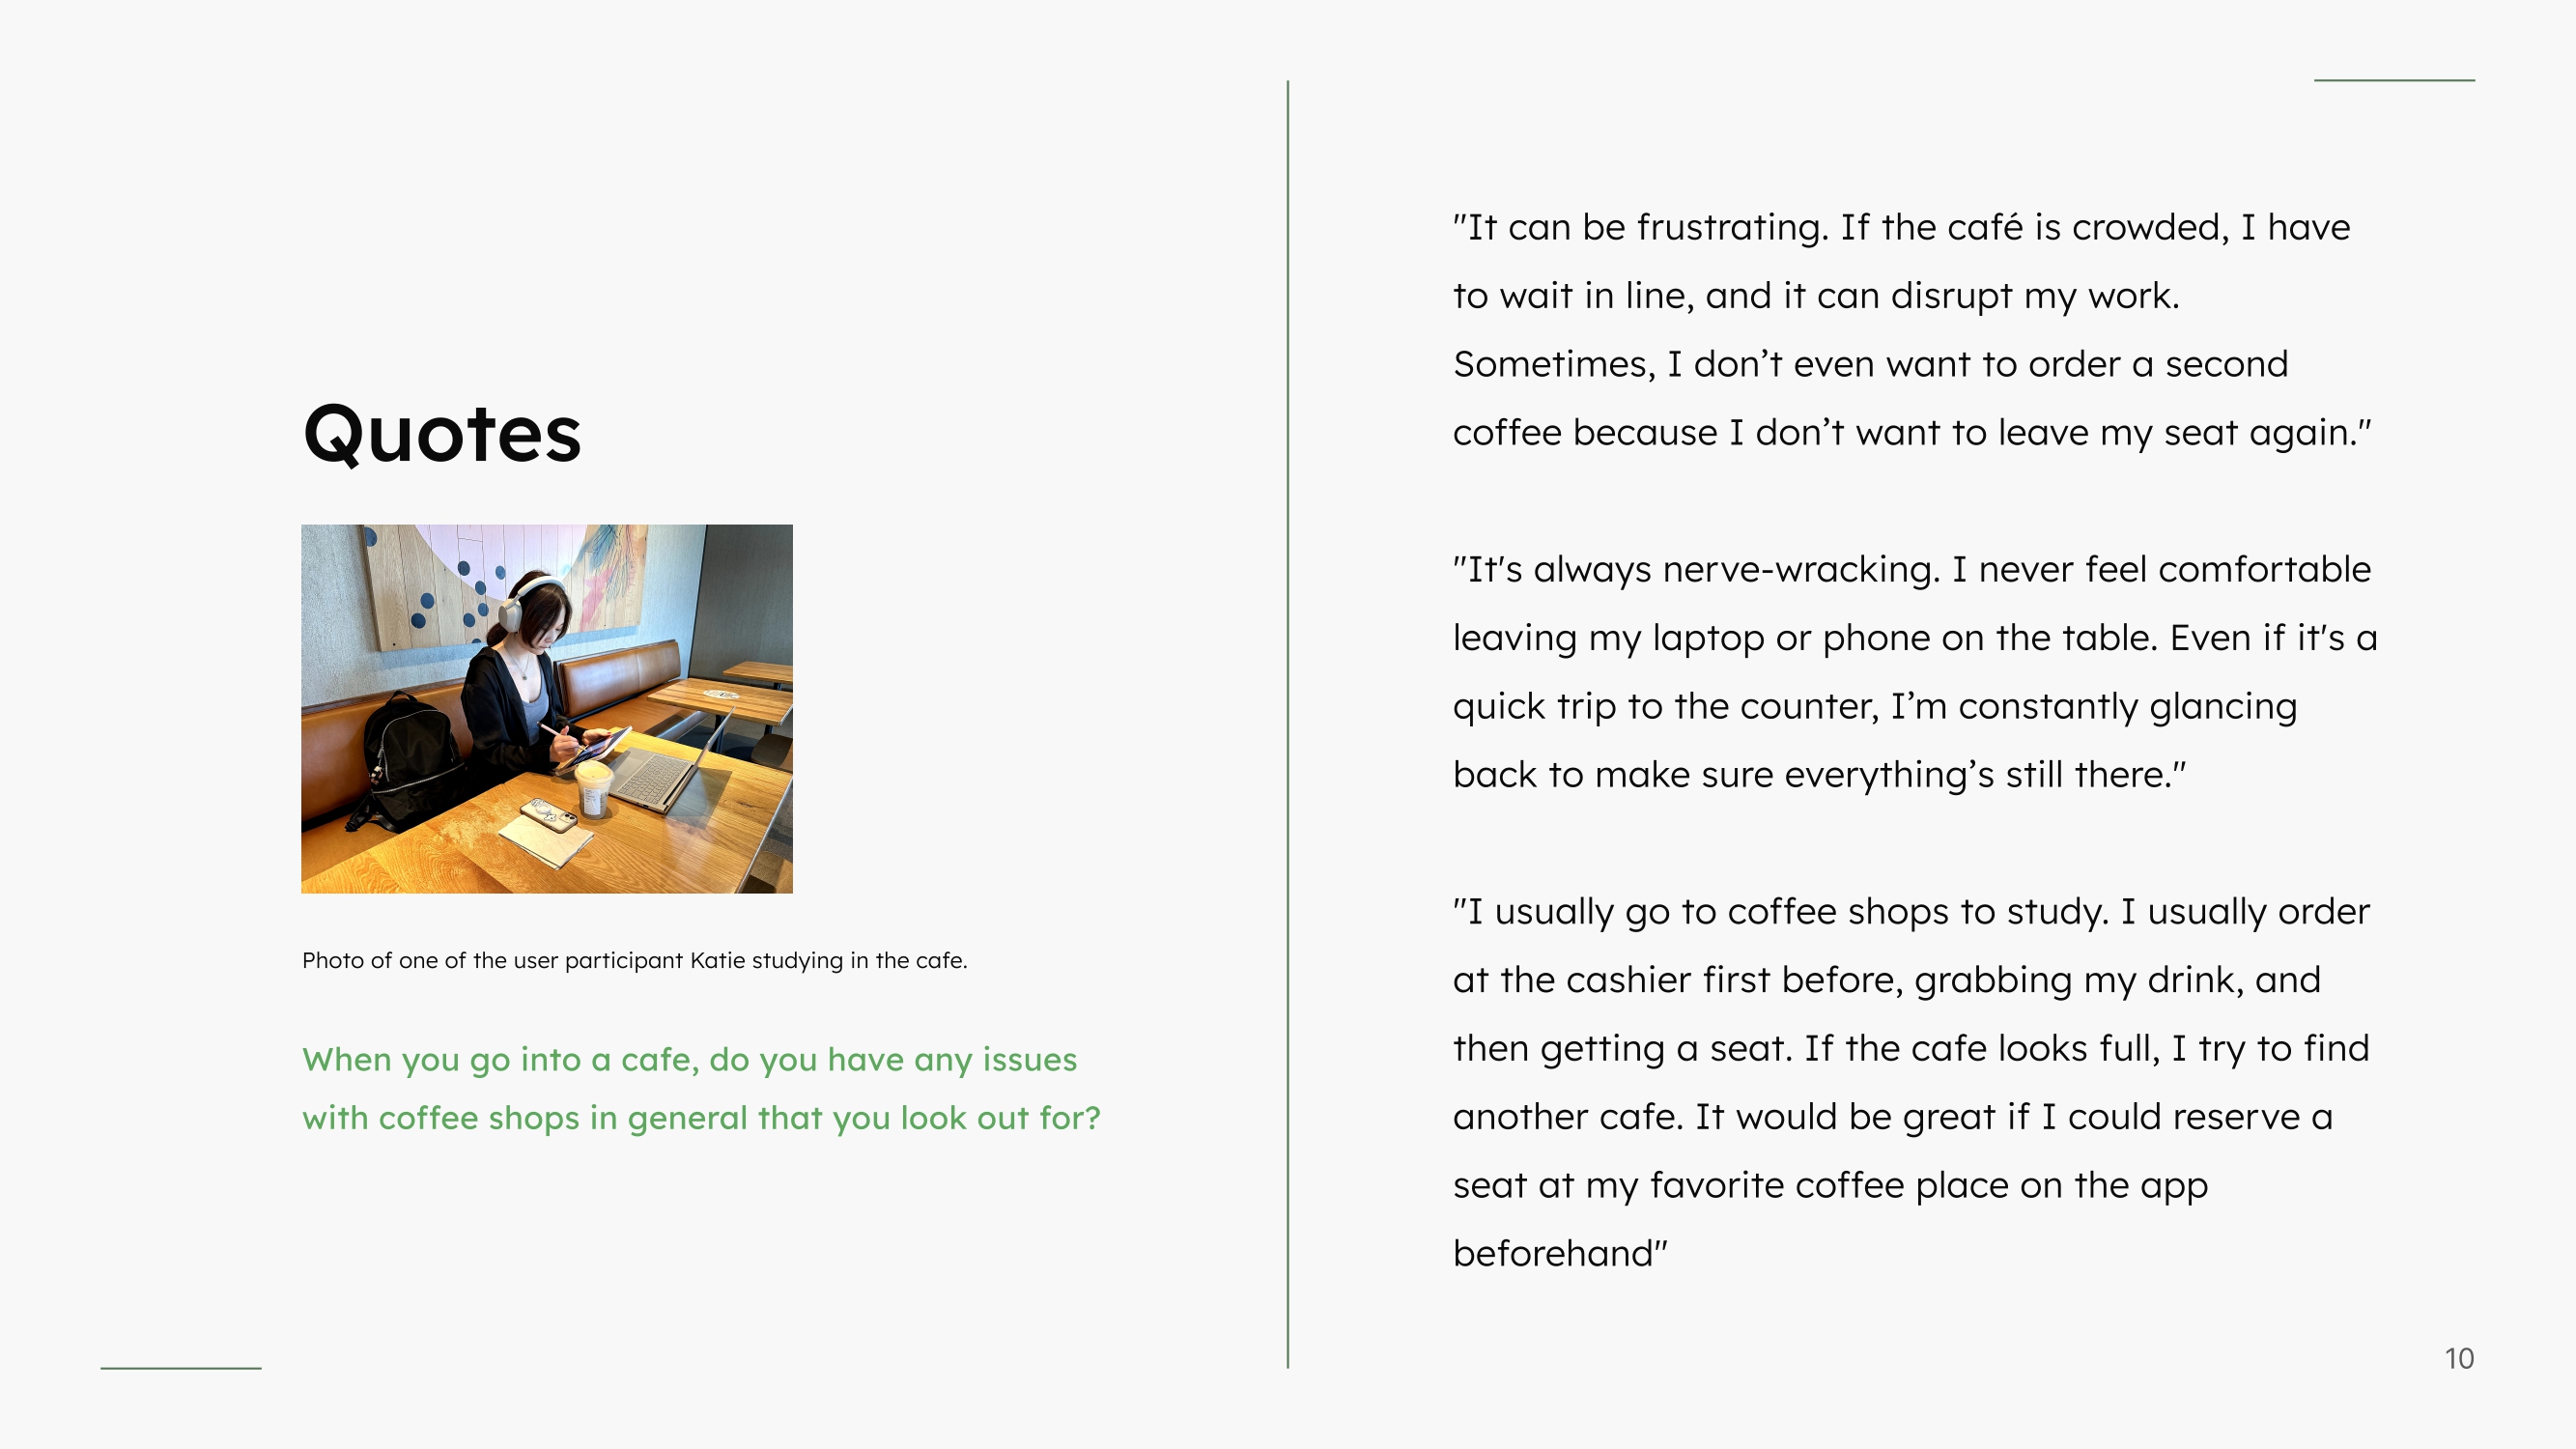 Quotes
Photo of one of the user participant Katie studying in the cafe.
When you go into a cafe, do you have any issues
with coffee shops in general that you look out for?
"It can be frustrating. If the café is crowded, I have
to wait in line, and it can disrupt my work.
Sometimes, I don’t even want to order a second
coffee because I don’t want to leave my seat again."
"It's always nerve-wracking. I never feel comfortable
leaving my laptop or phone on the table. Even if it's a
quick trip to the counter, I’m constantly glancing
back to make sure everything’s still there."
"I usually go to coffee shops to study. I usually order
at the cashier first before, grabbing my drink, and
then getting a seat. If the cafe looks full, I try to find
another cafe. It would be great if I could reserve a
seat at my favorite coffee place on the app
beforehand"
10